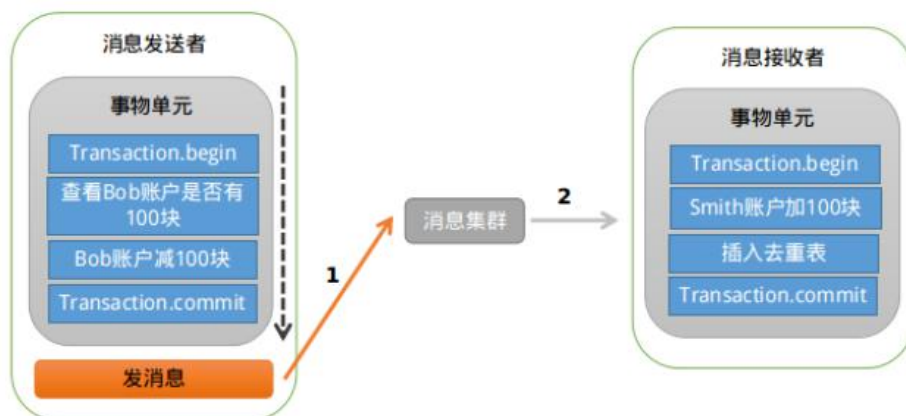 消息发送者
事物单元
Transaction.begin
查看Bob账户是否有
100块
Bob账户减100块
Transaction.commit
发消息
1
消息集群
2
消息接收者
事物单元
Transaction.begin
Smith账户加100块
插入去重表
Transaction.commit